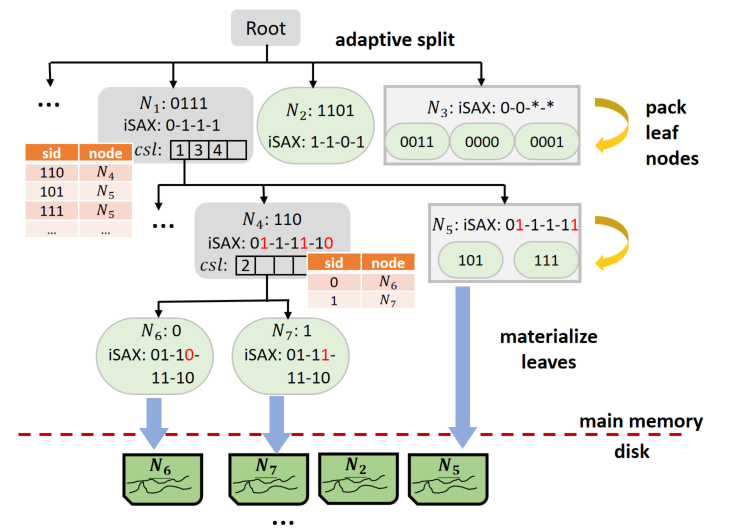 Root
adaptive split
...
N₁: 0111
iSAX: 0-1-1-1
csl: 1 3 4
N₂: 1101
iSAX: 1-1-0-1
N₃: iSAX: 0-0-*-*
0011 0000 0001
pack
leaf
nodes
sid node
110 N₄
101 N₅
111 N₅
... ...
...
N₄: 110
iSAX: 01-1-11-10
csl: 2
sid node
0 N₆
1 N₇
N₅: iSAX: 01-1-1-11
101 111
N₆: 0
iSAX: 01-10-
11-10
N₇: 1
iSAX: 01-11-
11-10
materialize
leaves
main memory
disk
N₆ N₇ N₂ N₅
...